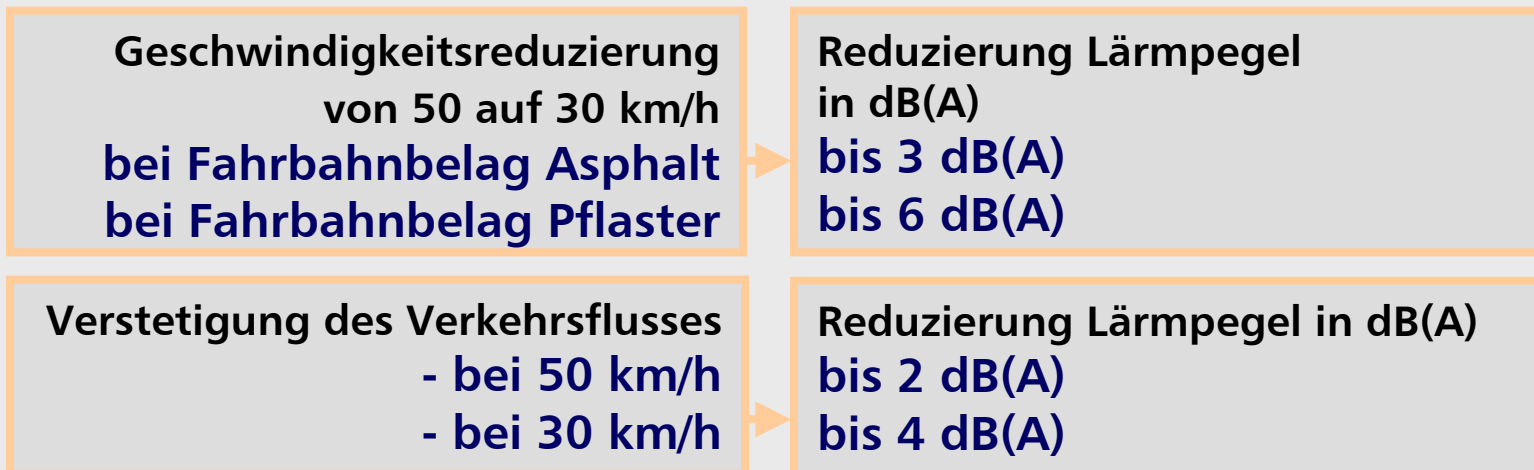 Geschwindigkeitsreduzierung
von 50 auf 30 km/h
bei Fahrbahnbelag Asphalt
bei Fahrbahnbelag Pflaster
Reduzierung Lärmpegel
in dB(A)
bis 3 dB(A)
bis 6 dB(A)
Verstetigung des Verkehrsflusses
- bei 50 km/h
- bei 30 km/h
Reduzierung Lärmpegel in dB(A)
bis 2 dB(A)
bis 4 dB(A)